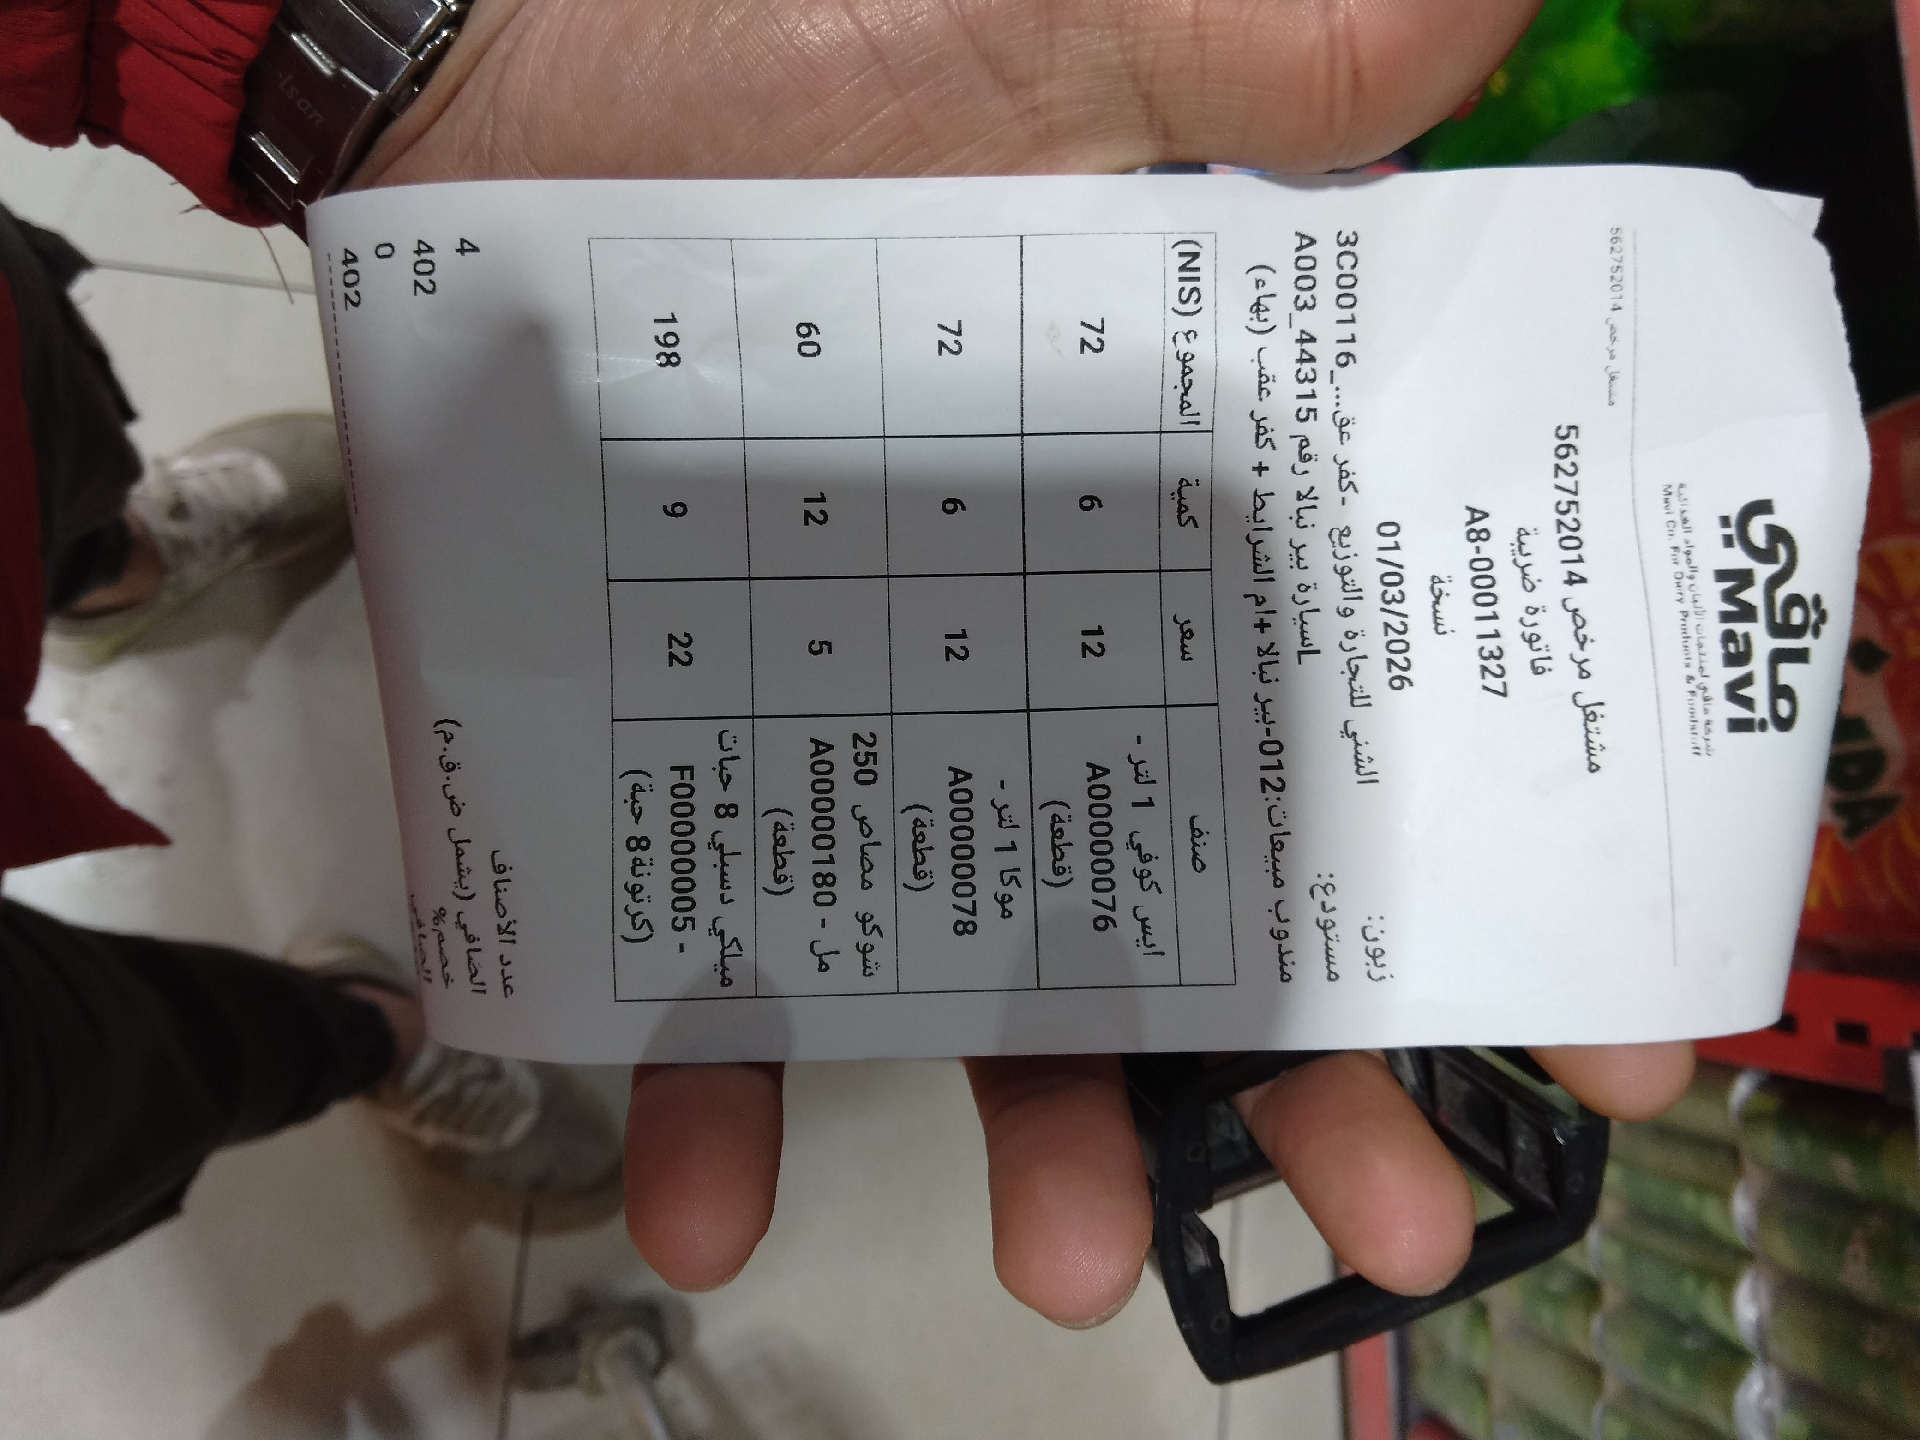 مافي
Mavi
شركة مافي لمنتجات الألبان والمواد الغذائية
Mavi Co. For Dairy Products & Foodstuff
562752014 مشتغل مرخص
مشتغل مرخص 562752014
فاتورة ضريبة
A8-00011327
نسخة
01/03/2026
زبون: الشني للتجارة والتوزيع -كفر عق..._3C00116
مستودع: سيارة بير نبالا رقم A003_44315
مندوب مبيعات:012-بير نبالا +ام الشرايط + كفر عقب (بهاء)
صنف سعر كمية المجموع (NIS)
ايس كوفي 1 لتر - A00000076 (قطعة) 12 6 72
موكا 1 لتر - A00000078 (قطعة) 12 6 72
شوكو مصاص 250 مل - A00000180 (قطعة) 5 12 60
ميلكي دسبلي 8 حبات - F00000005 (كرتونة 8 حبة) 22 9 198
عدد الأصناف 4
الصافي (يشمل ض.ق.م) 402
خصم% 0
الصافي 402